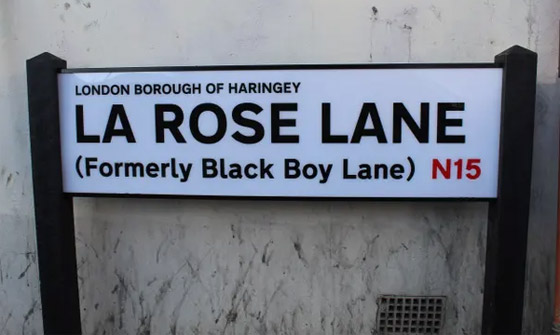 LONDON BOROUGH OF HARINGEY
LA ROSE LANE
(Formerly Black Boy Lane) N15